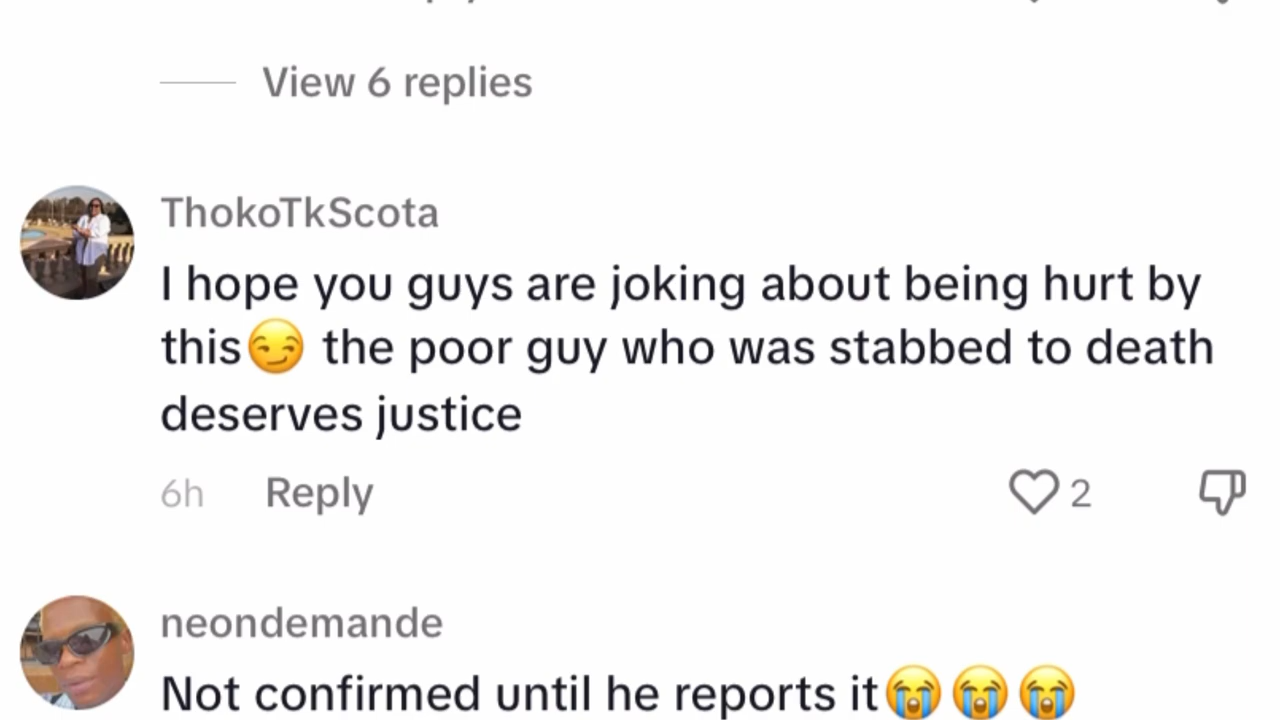 View 6 replies
ThokoTkScota
I hope you guys are joking about being hurt by
this😏 the poor guy who was stabbed to death
deserves justice
6h Reply 2
neondemande
Not confirmed until he reports it😭😭😭